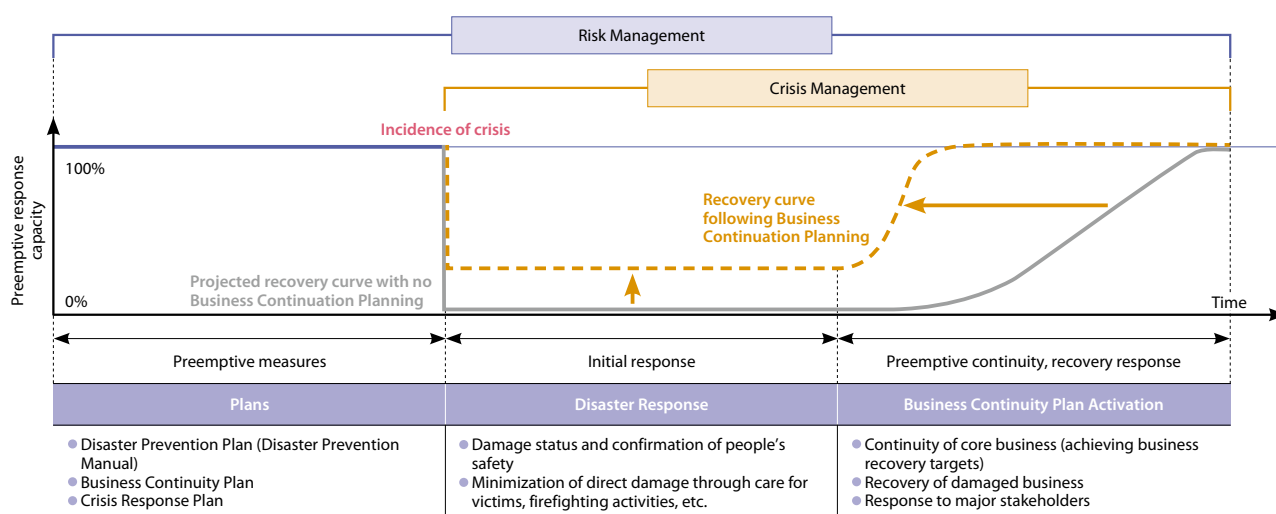 Risk Management
Crisis Management
Incidence of crisis
Preemptive response
capacity
100%
Recovery curve
following Business
Continuation Planning
Projected recovery curve with no
Business Continuation Planning
0%
Time
Preemptive measures
Initial response
Preemptive continuity, recovery response
Plans
Disaster Response
Business Continuity Plan Activation
● Disaster Prevention Plan (Disaster Prevention
Manual)
● Business Continuity Plan
● Crisis Response Plan
● Damage status and confirmation of people's
safety
● Minimization of direct damage through care for
victims, firefighting activities, etc.
● Continuity of core business (achieving business
recovery targets)
● Recovery of damaged business
● Response to major stakeholders